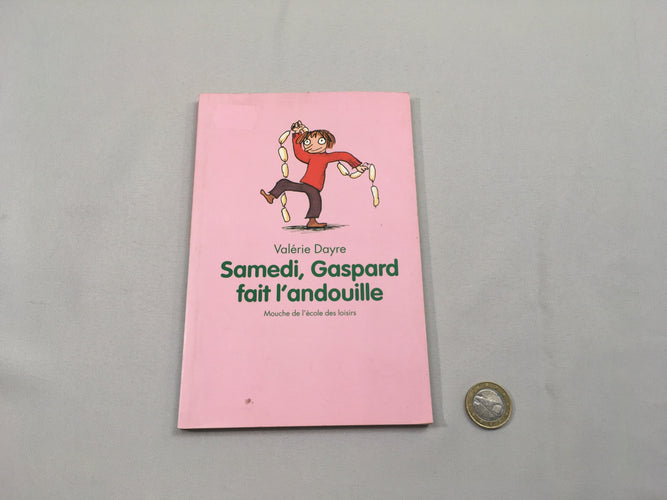 Valérie Dayre
Samedi, Gaspard
fait l'andouille
Mouche de l'école des loisirs